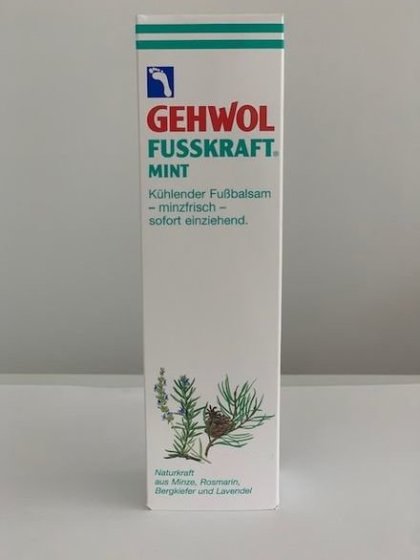 GEHWOL
FUSSKRAFT®
MINT
Kühlender Fußbalsam
– minzfrisch –
sofort einziehend.
Naturkraft
aus Minze, Rosmarin,
Bergkiefer und Lavendel